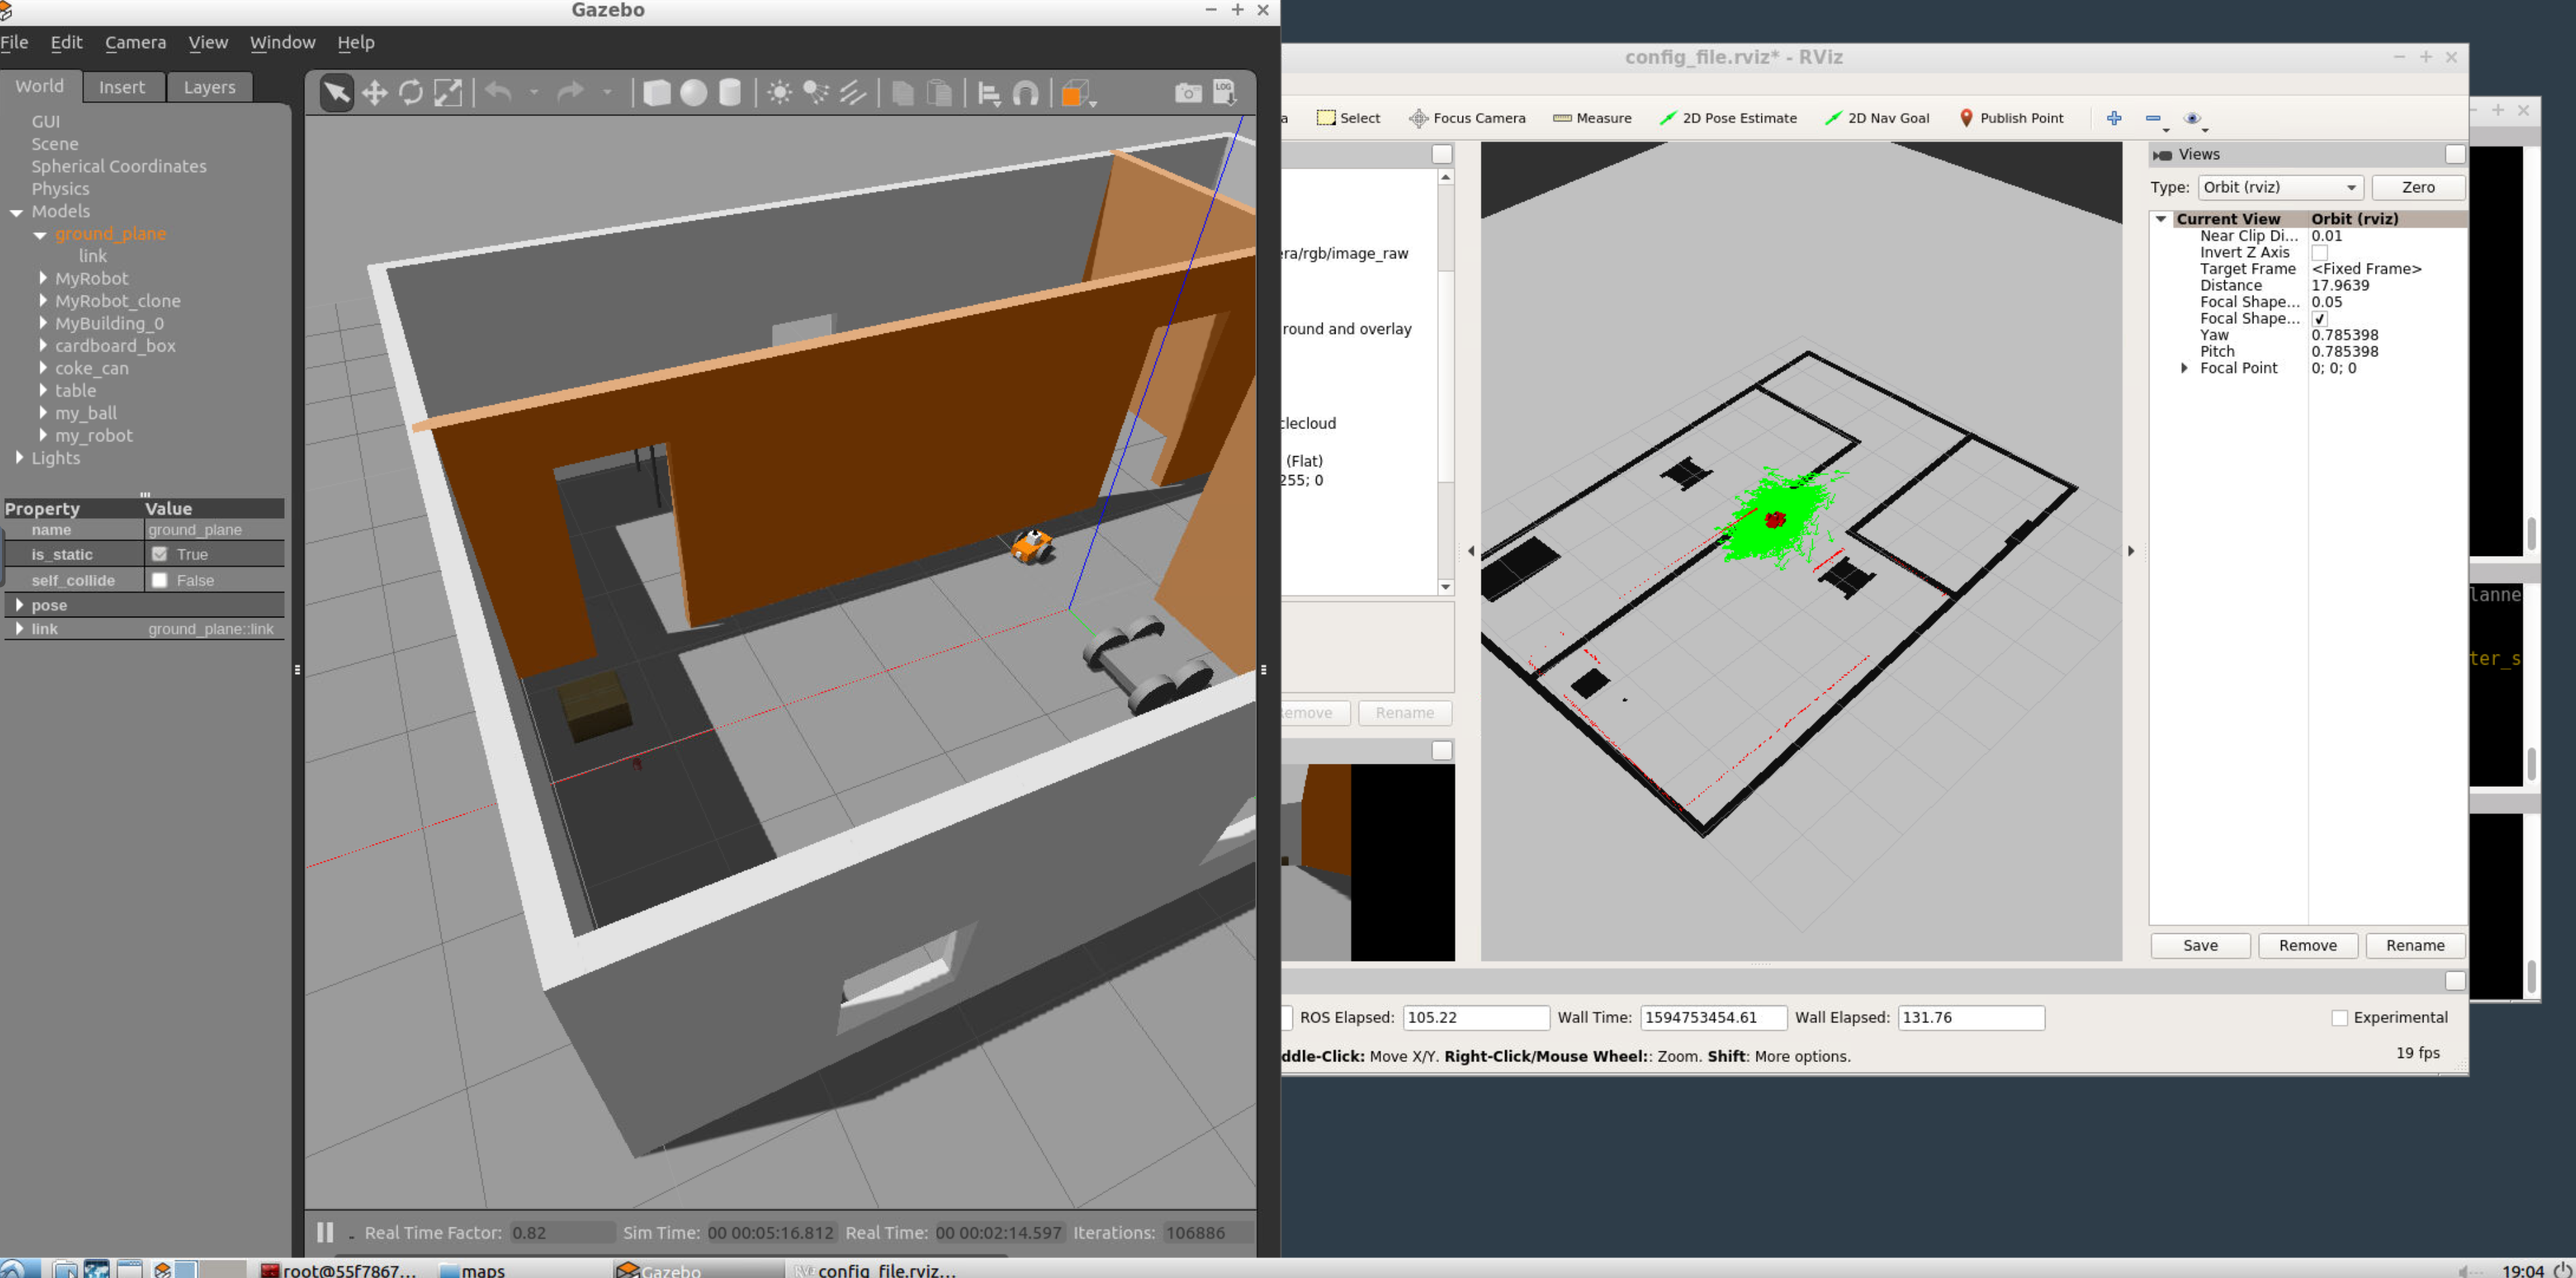 Gazebo
File Edit Camera View Window Help
World Insert Layers
GUI
Scene
Spherical Coordinates
Physics
Models
ground_plane
link
MyRobot
MyRobot_clone
MyBuilding_0
cardboard_box
coke_can
table
my_ball
my_robot
Lights
Property Value
name ground_plane
is_static True
self_collide False
pose
link ground_plane::link
LOG
Real Time Factor: 0.82 Sim Time: 00 00:05:16.812 Real Time: 00 00:02:14.597 Iterations: 106886
config_file.rviz* - RViz
a Select Focus Camera Measure 2D Pose Estimate 2D Nav Goal Publish Point
era/rgb/image_raw
round and overlay
clecloud
(Flat)
255; 0
emove Rename
Views
Type: Orbit (rviz) Zero
Current View Orbit (rviz)
Near Clip Di... 0.01
Invert Z Axis
Target Frame <Fixed Frame>
Distance 17.9639
Focal Shape... 0.05
Focal Shape...
Yaw 0.785398
Pitch 0.785398
Focal Point 0; 0; 0
Save Remove Rename
ROS Elapsed: 105.22 Wall Time: 1594753454.61 Wall Elapsed: 131.76 Experimental
ddle-Click: Move X/Y. Right-Click/Mouse Wheel:: Zoom. Shift: More options. 19 fps
lanne
ter_s
root@55f7867... maps Gazebo config_file.rviz... 19:04